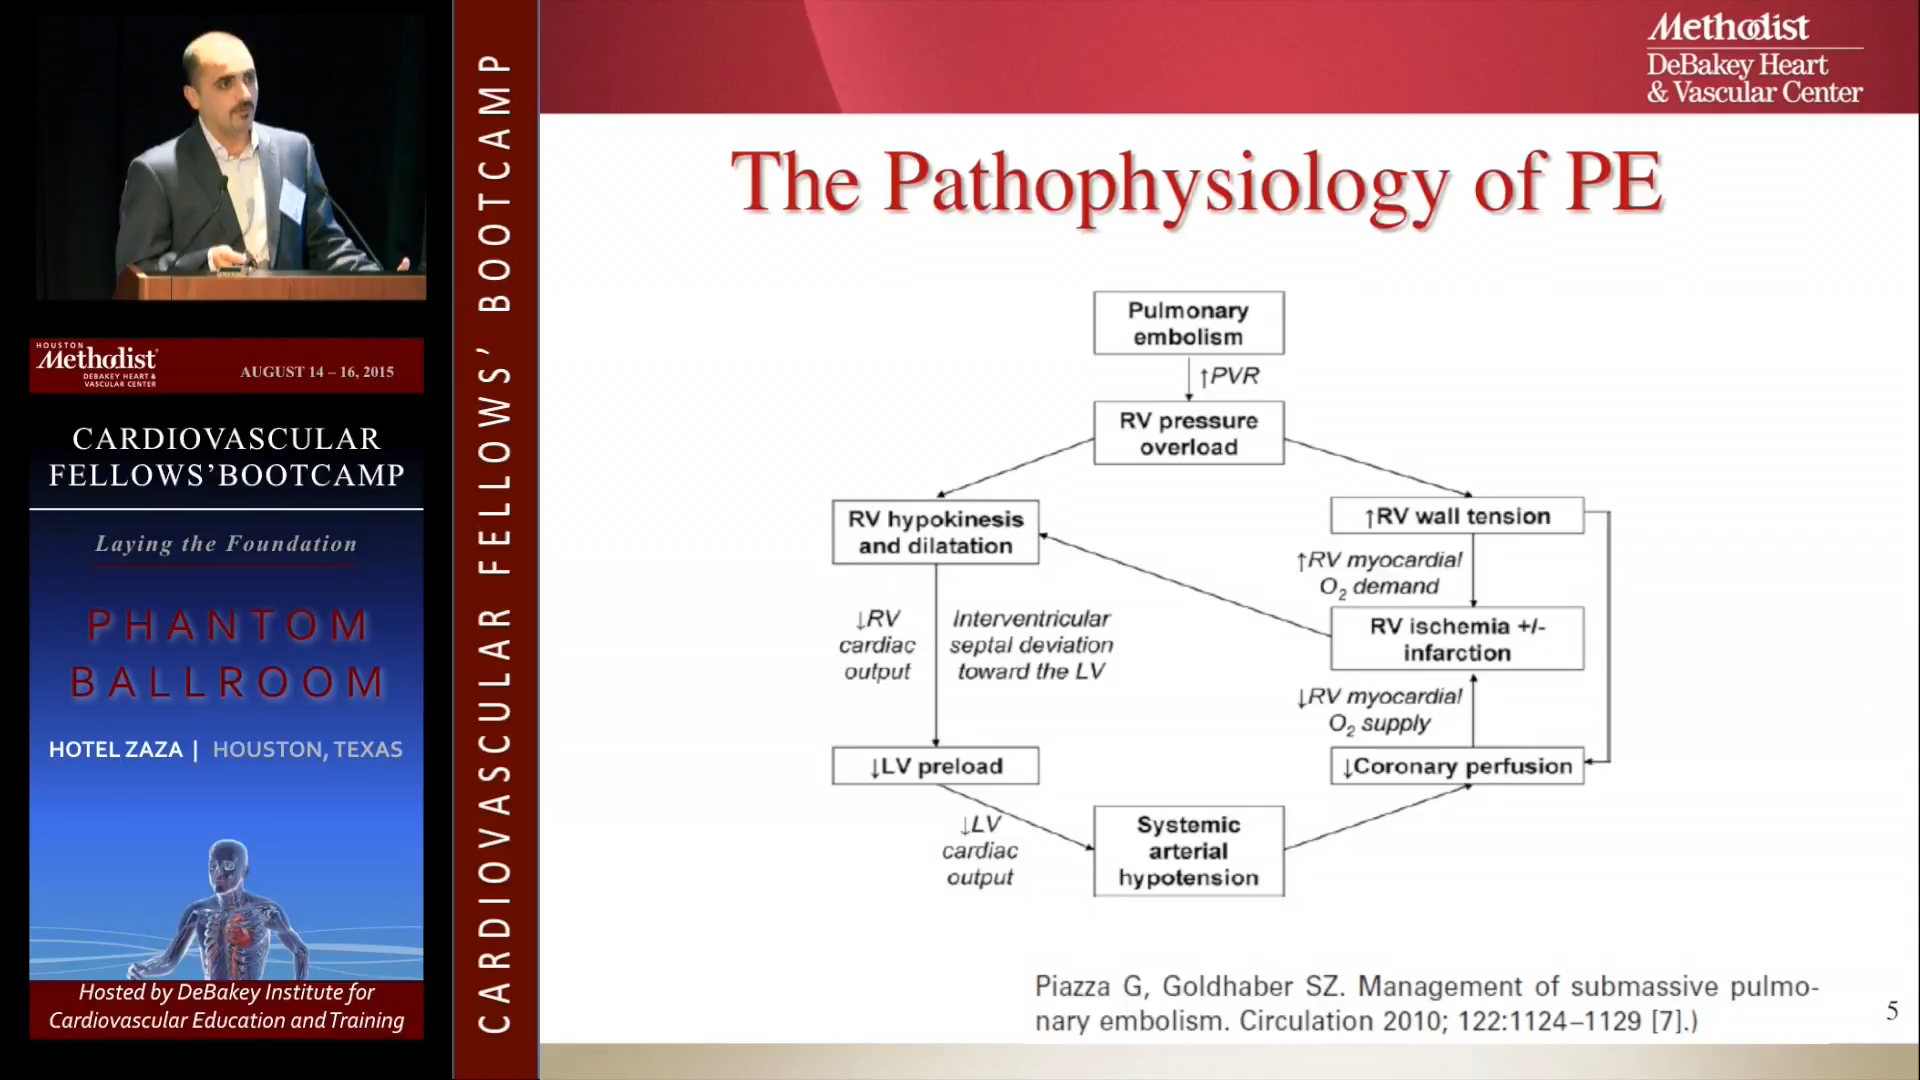 HOUSTON
Methodist
DEBAKEY HEART &
VASCULAR CENTER
AUGUST 14 – 16, 2015
CARDIOVASCULAR
FELLOWS’BOOTCAMP
Laying the Foundation
PHANTOM
BALLROOM
HOTEL ZAZA | HOUSTON, TEXAS
Hosted by DeBakey Institute for
Cardiovascular Education and Training
CARDIOVASCULAR FELLOWS’ BOOTCAMP
Methodist
DeBakey Heart
& Vascular Center
The Pathophysiology of PE
Pulmonary
embolism
↑PVR
RV pressure
overload
RV hypokinesis
and dilatation
↑RV wall tension
↑RV myocardial
O₂ demand
↓RV
cardiac
output
Interventricular
septal deviation
toward the LV
RV ischemia +/-
infarction
↓RV myocardial
O₂ supply
↓LV preload
↓Coronary perfusion
↓LV
cardiac
output
Systemic
arterial
hypotension
Piazza G, Goldhaber SZ. Management of submassive pulmo-
nary embolism. Circulation 2010; 122:1124–1129 [7].)
5